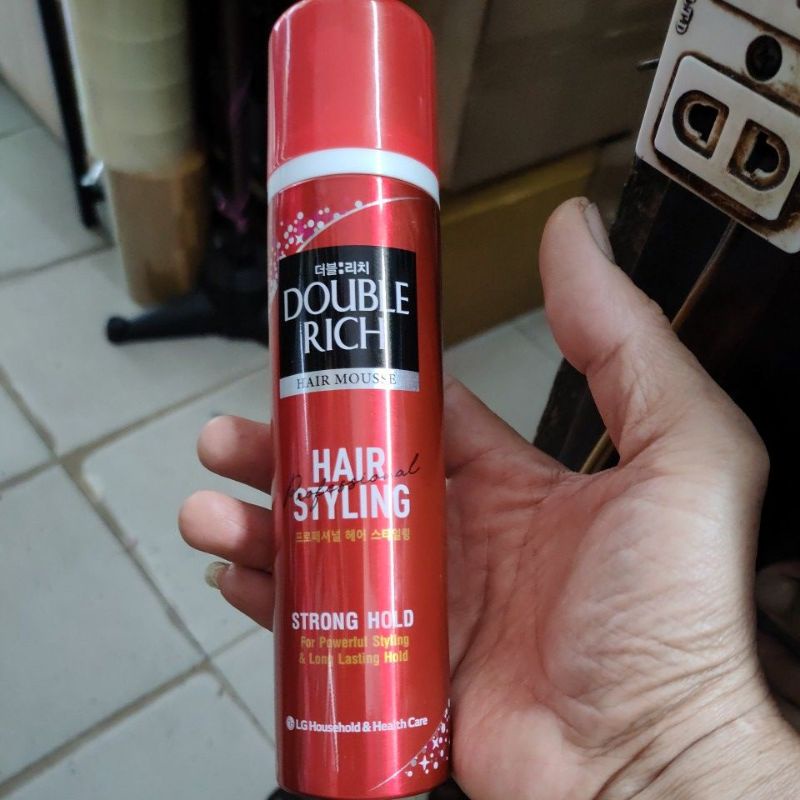 더블:리치
DOUBLE
RICH
HAIR MOUSSE
HAIR
Professional
STYLING
프로페셔널 헤어 스타일링
STRONG HOLD
For Powerful Styling
& Long Lasting Hold
LG Household & Health Care